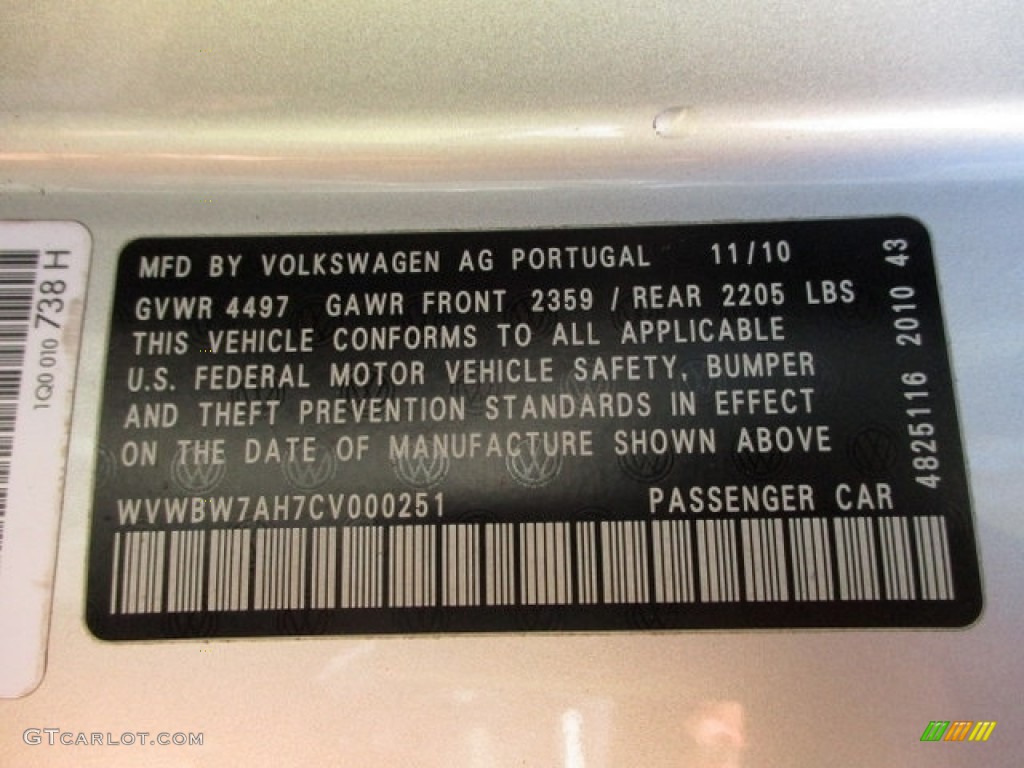 MFD BY VOLKSWAGEN AG PORTUGAL 11/10
GVWR 4497 GAWR FRONT 2359 / REAR 2205 LBS
THIS VEHICLE CONFORMS TO ALL APPLICABLE
U.S. FEDERAL MOTOR VEHICLE SAFETY, BUMPER
AND THEFT PREVENTION STANDARDS IN EFFECT
ON THE DATE OF MANUFACTURE SHOWN ABOVE
WVWBW7AH7CV000251 PASSENGER CAR
4825116 2010 43
1Q0 010 738 H
GTCARLOT.COM